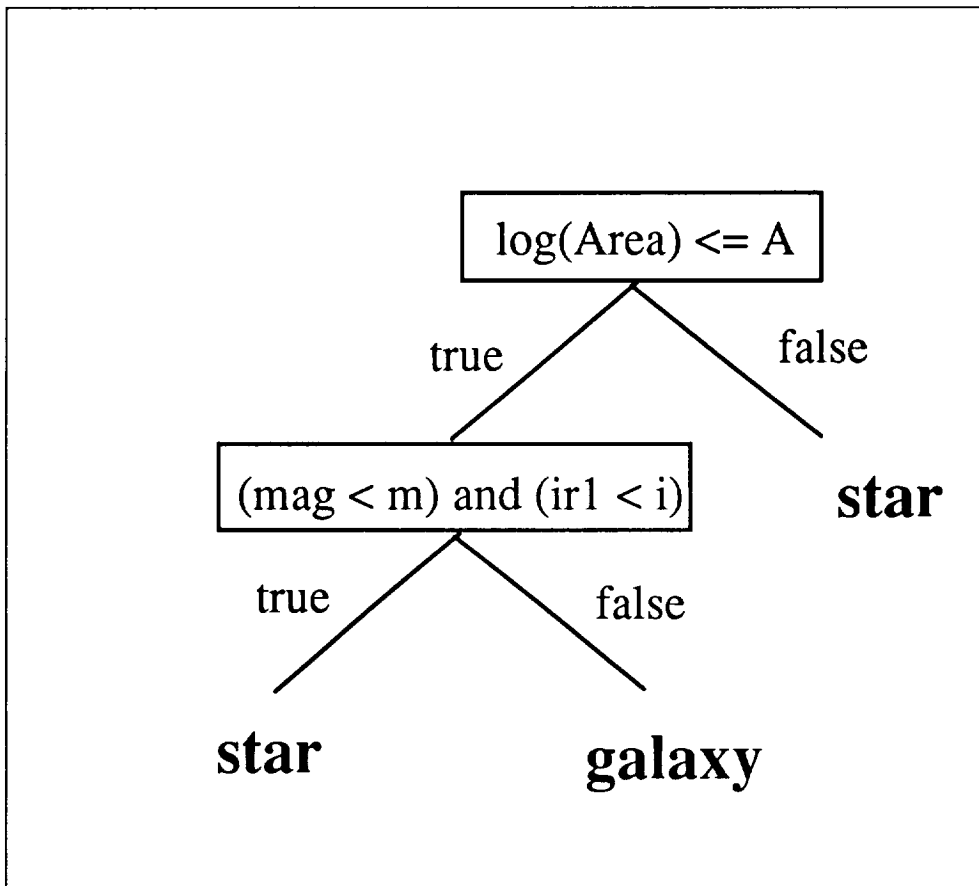 log(Area) <= A
true
false
(mag < m) and (ir1 < i)
star
true
false
star
galaxy